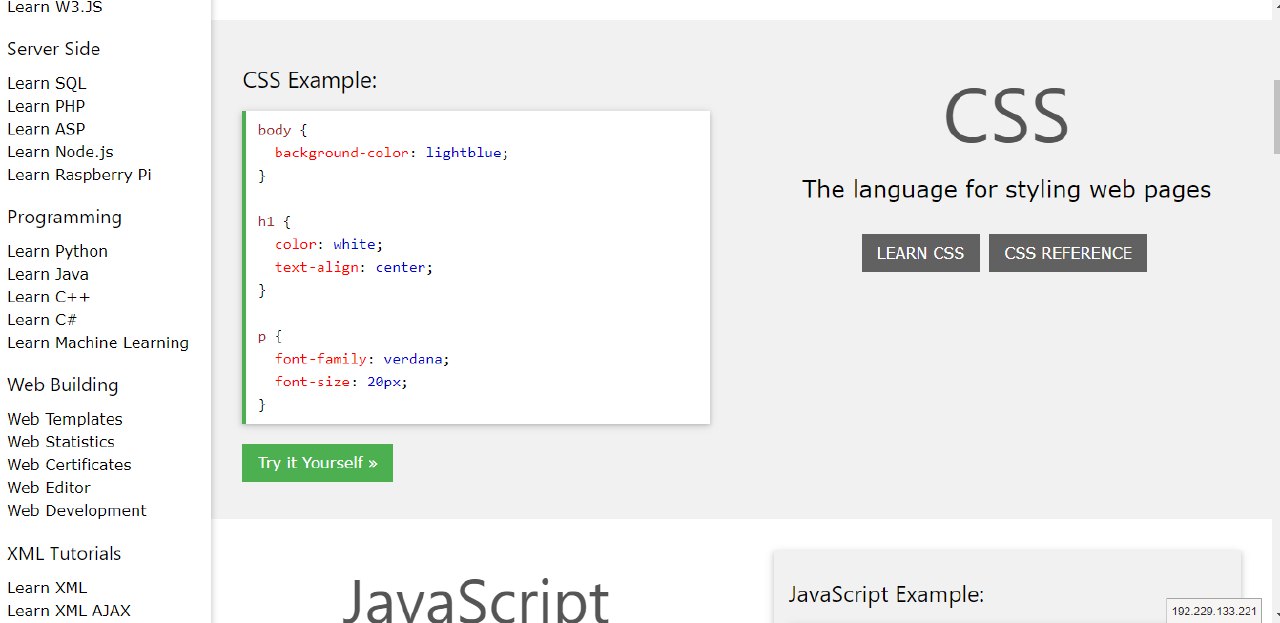 Learn W3.JS
Server Side
Learn SQL
Learn PHP
Learn ASP
Learn Node.js
Learn Raspberry Pi
Programming
Learn Python
Learn Java
Learn C++
Learn C#
Learn Machine Learning
Web Building
Web Templates
Web Statistics
Web Certificates
Web Editor
Web Development
XML Tutorials
Learn XML
Learn XML AJAX
CSS Example:
body {
  background-color: lightblue;
}
h1 {
  color: white;
  text-align: center;
}
p {
  font-family: verdana;
  font-size: 20px;
}
Try it Yourself »
CSS
The language for styling web pages
LEARN CSS CSS REFERENCE
JavaScript
JavaScript Example:
192.229.133.221